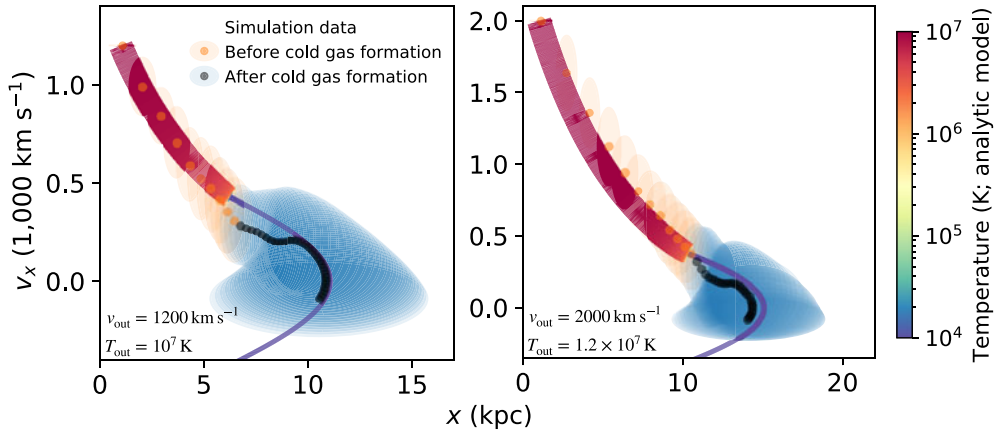 Simulation data
Before cold gas formation
After cold gas formation
v_out = 1200 km s⁻¹
T_out = 10⁷ K
0.0
0.5
1.0
0
5
10
15
v_x (1,000 km s⁻¹)
v_out = 2000 km s⁻¹
T_out = 1.2 × 10⁷ K
2.0
1.5
1.0
0.5
0.0
0
10
20
x (kpc)
10⁷
10⁶
10⁵
10⁴
Temperature (K; analytic model)